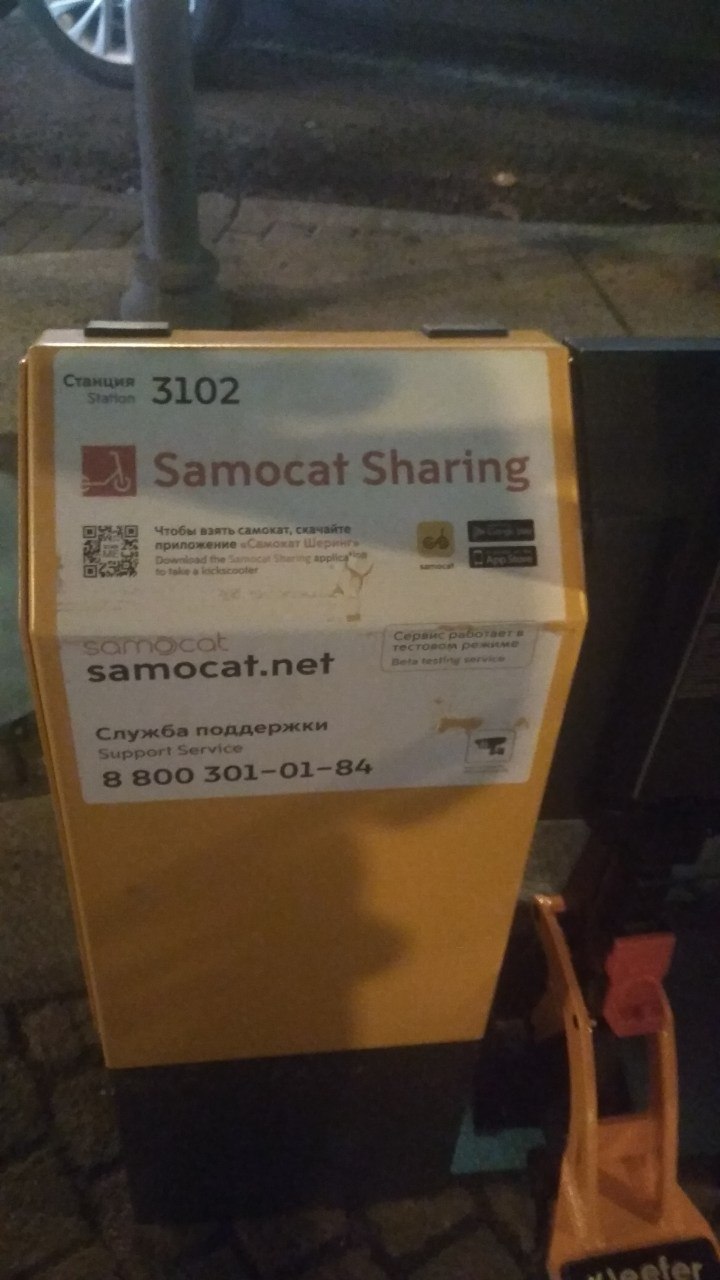 Станция 3102
Station
Samocat Sharing
Чтобы взять самокат, скачайте
приложение «Самокат Шеринг»
Download the Samocat Sharing application
to take a kickscooter
samocat
Google play
App Store
samocat
samocat.net
Сервис работает в
тестовом режиме
Beta testing service
Служба поддержки
Support Service
8 800 301-01-84